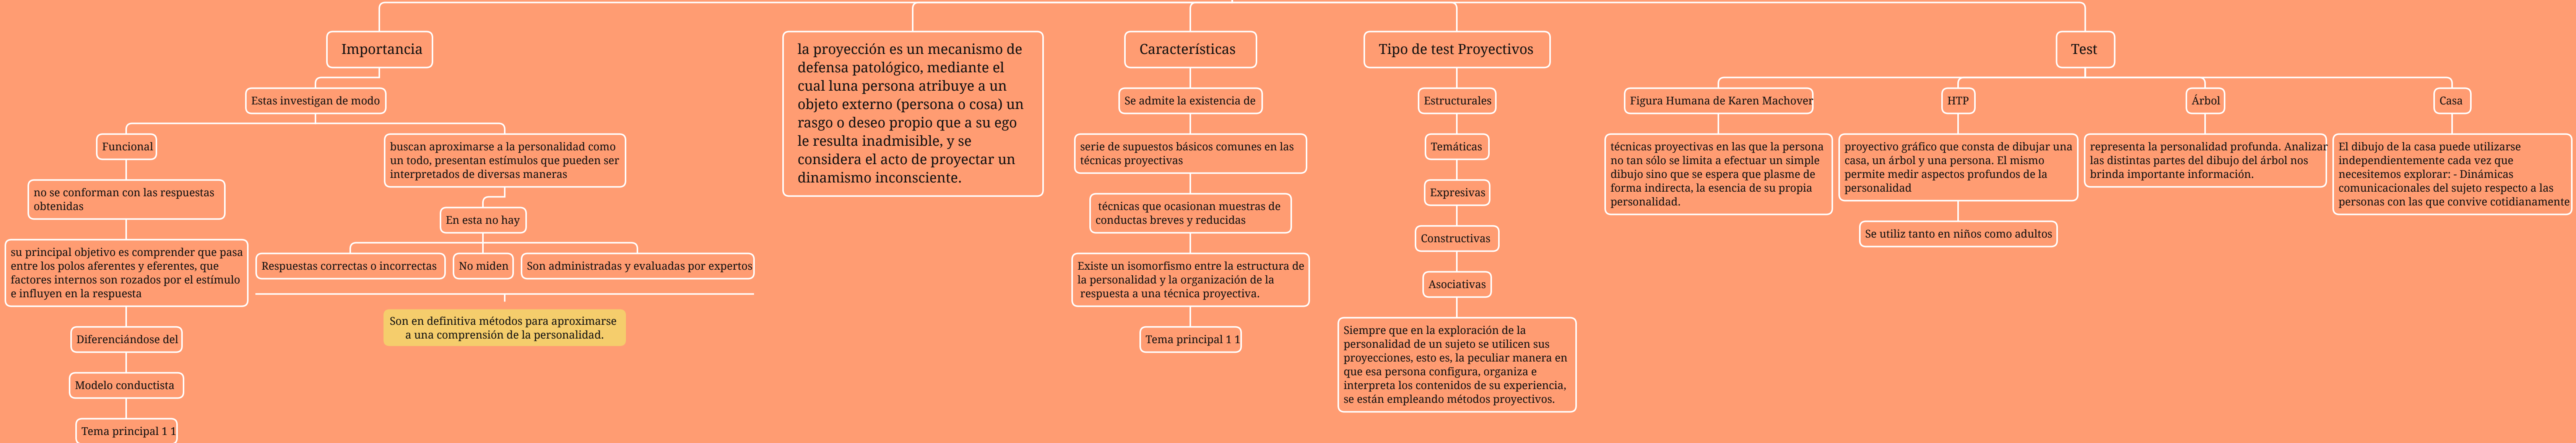 Importancia
Estas investigan de modo
Funcional
no se conforman con las respuestas
obtenidas
su principal objetivo es comprender que pasa
entre los polos aferentes y eferentes, que
factores internos son rozados por el estímulo
e influyen en la respuesta
Diferenciándose del
Modelo conductista
Tema principal 1 1
buscan aproximarse a la personalidad como
un todo, presentan estímulos que pueden ser
interpretados de diversas maneras
En esta no hay
Respuestas correctas o incorrectas
No miden
Son administradas y evaluadas por expertos
Son en definitiva métodos para aproximarse
a una comprensión de la personalidad.
la proyección es un mecanismo de
defensa patológico, mediante el
cual luna persona atribuye a un
objeto externo (persona o cosa) un
rasgo o deseo propio que a su ego
le resulta inadmisible, y se
considera el acto de proyectar un
dinamismo inconsciente.
Características
Se admite la existencia de
serie de supuestos básicos comunes en las
técnicas proyectivas
técnicas que ocasionan muestras de
conductas breves y reducidas
Existe un isomorfismo entre la estructura de
la personalidad y la organización de la
respuesta a una técnica proyectiva.
Tema principal 1 1
Tipo de test Proyectivos
Estructurales
Temáticas
Expresivas
Constructivas
Asociativas
Siempre que en la exploración de la
personalidad de un sujeto se utilicen sus
proyecciones, esto es, la peculiar manera en
que esa persona configura, organiza e
interpreta los contenidos de su experiencia,
se están empleando métodos proyectivos.
Test
Figura Humana de Karen Machover
técnicas proyectivas en las que la persona
no tan sólo se limita a efectuar un simple
dibujo sino que se espera que plasme de
forma indirecta, la esencia de su propia
personalidad.
HTP
proyectivo gráfico que consta de dibujar una
casa, un árbol y una persona. El mismo
permite medir aspectos profundos de la
personalidad
Se utiliz tanto en niños como adultos
Árbol
representa la personalidad profunda. Analizar
las distintas partes del dibujo del árbol nos
brinda importante información.
Casa
El dibujo de la casa puede utilizarse
independientemente cada vez que
necesitemos explorar: - Dinámicas
comunicacionales del sujeto respecto a las
personas con las que convive cotidianamente